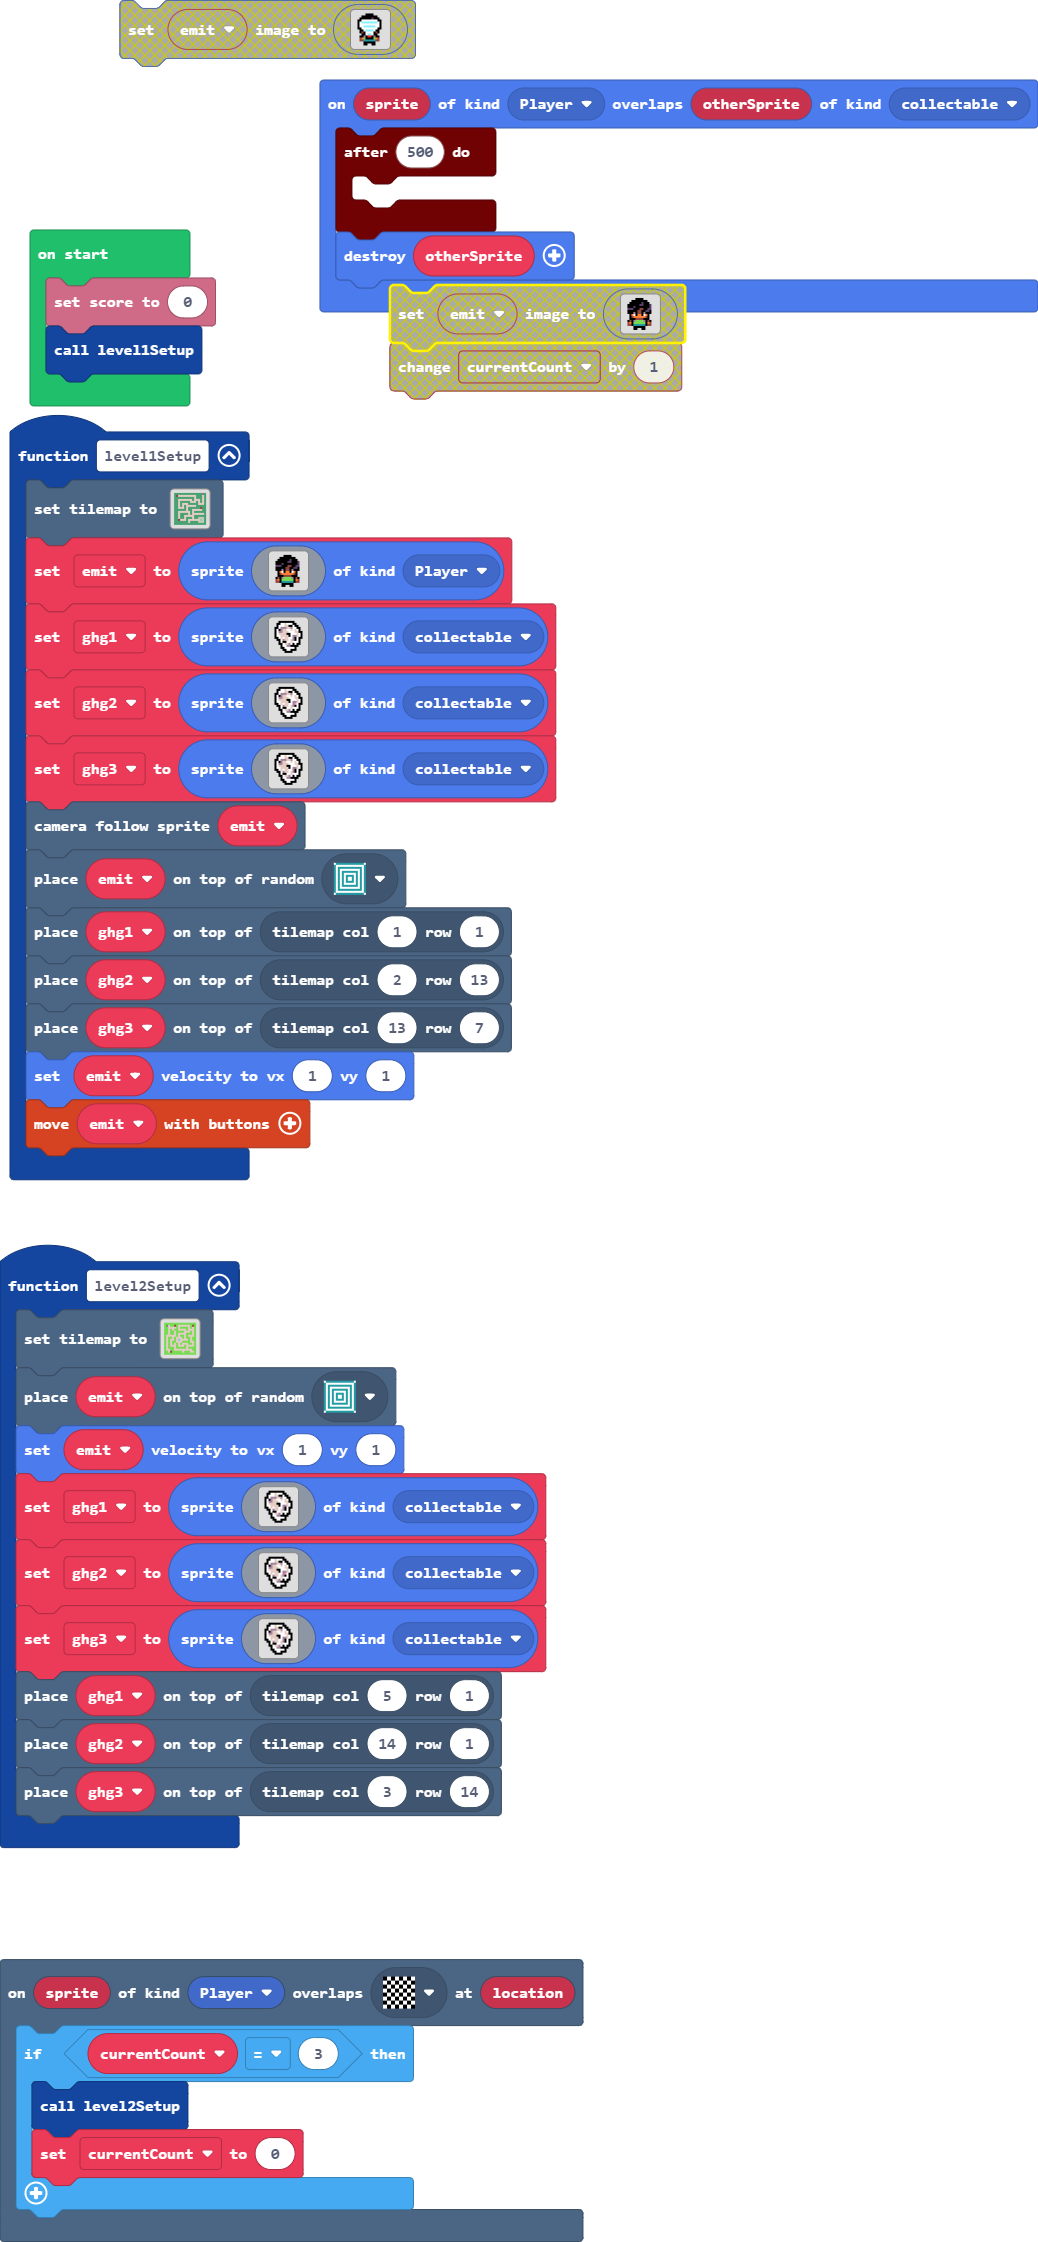 set emit image to
on sprite of kind Player overlaps otherSprite of kind collectable
after 500 do
destroy otherSprite
on start
set score to 0
call level1Setup
set emit image to
change currentCount by 1
function level1Setup
set tilemap to
set emit to sprite of kind Player
set ghg1 to sprite of kind collectable
set ghg2 to sprite of kind collectable
set ghg3 to sprite of kind collectable
camera follow sprite emit
place emit on top of random
place ghg1 on top of tilemap col 1 row 1
place ghg2 on top of tilemap col 2 row 13
place ghg3 on top of tilemap col 13 row 7
set emit velocity to vx 1 vy 1
move emit with buttons
function level2Setup
set tilemap to
place emit on top of random
set emit velocity to vx 1 vy 1
set ghg1 to sprite of kind collectable
set ghg2 to sprite of kind collectable
set ghg3 to sprite of kind collectable
place ghg1 on top of tilemap col 5 row 1
place ghg2 on top of tilemap col 14 row 1
place ghg3 on top of tilemap col 3 row 14
on sprite of kind Player overlaps at location
if currentCount = 3 then
call level2Setup
set currentCount to 0